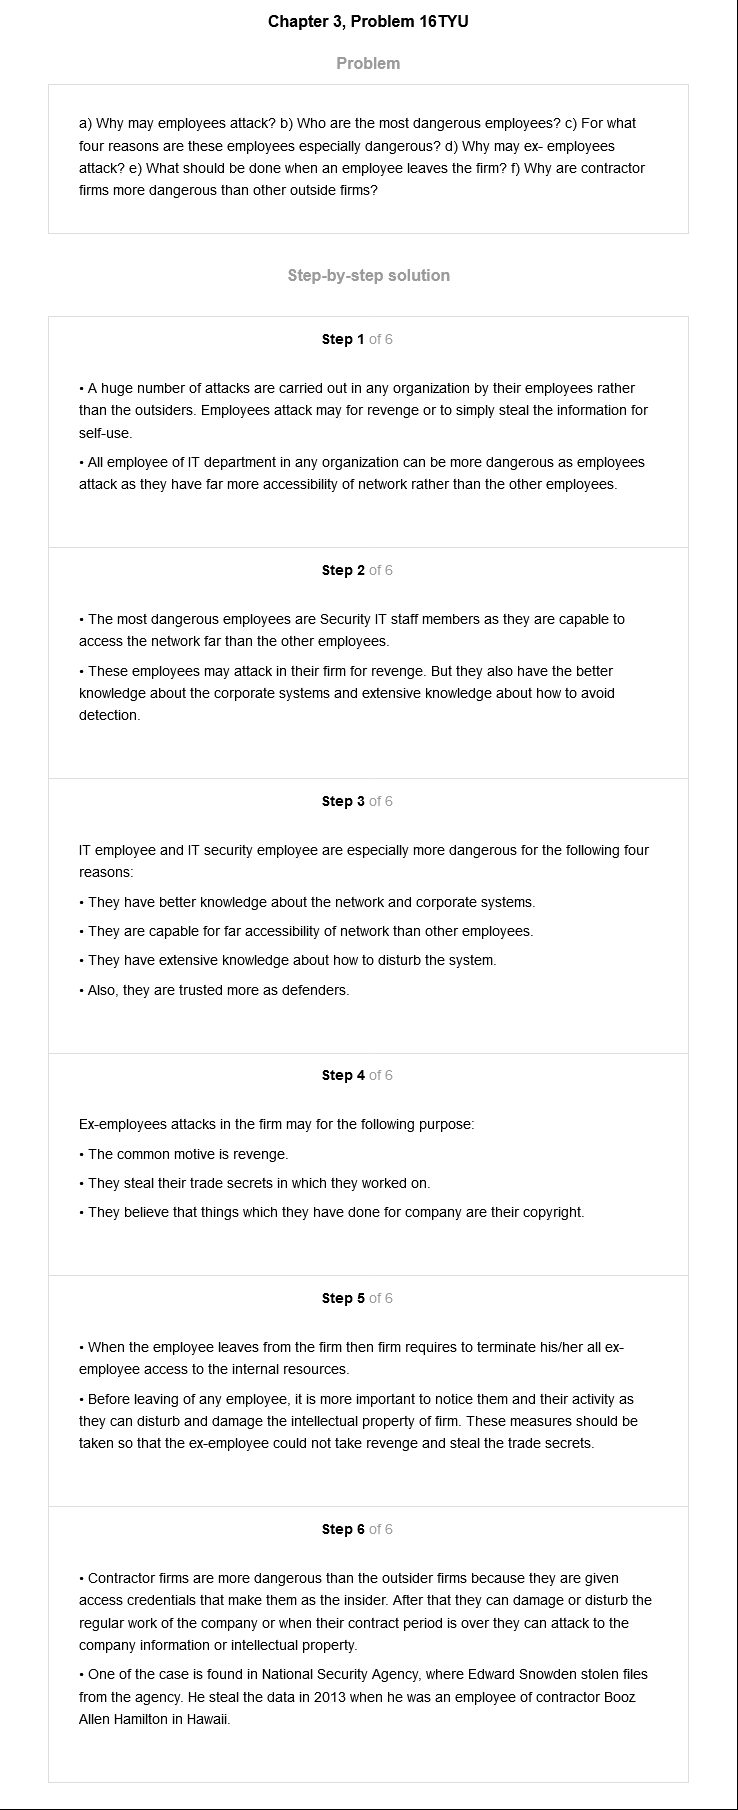 Chapter 3, Problem 16TYU
Problem
a) Why may employees attack? b) Who are the most dangerous employees? c) For what
four reasons are these employees especially dangerous? d) Why may ex- employees
attack? e) What should be done when an employee leaves the firm? f) Why are contractor
firms more dangerous than other outside firms?
Step-by-step solution
Step 1 of 6
• A huge number of attacks are carried out in any organization by their employees rather
than the outsiders. Employees attack may for revenge or to simply steal the information for
self-use.
• All employee of IT department in any organization can be more dangerous as employees
attack as they have far more accessibility of network rather than the other employees.
Step 2 of 6
• The most dangerous employees are Security IT staff members as they are capable to
access the network far than the other employees.
• These employees may attack in their firm for revenge. But they also have the better
knowledge about the corporate systems and extensive knowledge about how to avoid
detection.
Step 3 of 6
IT employee and IT security employee are especially more dangerous for the following four
reasons:
• They have better knowledge about the network and corporate systems.
• They are capable for far accessibility of network than other employees.
• They have extensive knowledge about how to disturb the system.
• Also, they are trusted more as defenders.
Step 4 of 6
Ex-employees attacks in the firm may for the following purpose:
• The common motive is revenge.
• They steal their trade secrets in which they worked on.
• They believe that things which they have done for company are their copyright.
Step 5 of 6
• When the employee leaves from the firm then firm requires to terminate his/her all ex-
employee access to the internal resources.
• Before leaving of any employee, it is more important to notice them and their activity as
they can disturb and damage the intellectual property of firm. These measures should be
taken so that the ex-employee could not take revenge and steal the trade secrets.
Step 6 of 6
• Contractor firms are more dangerous than the outsider firms because they are given
access credentials that make them as the insider. After that they can damage or disturb the
regular work of the company or when their contract period is over they can attack to the
company information or intellectual property.
• One of the case is found in National Security Agency, where Edward Snowden stolen files
from the agency. He steal the data in 2013 when he was an employee of contractor Booz
Allen Hamilton in Hawaii.